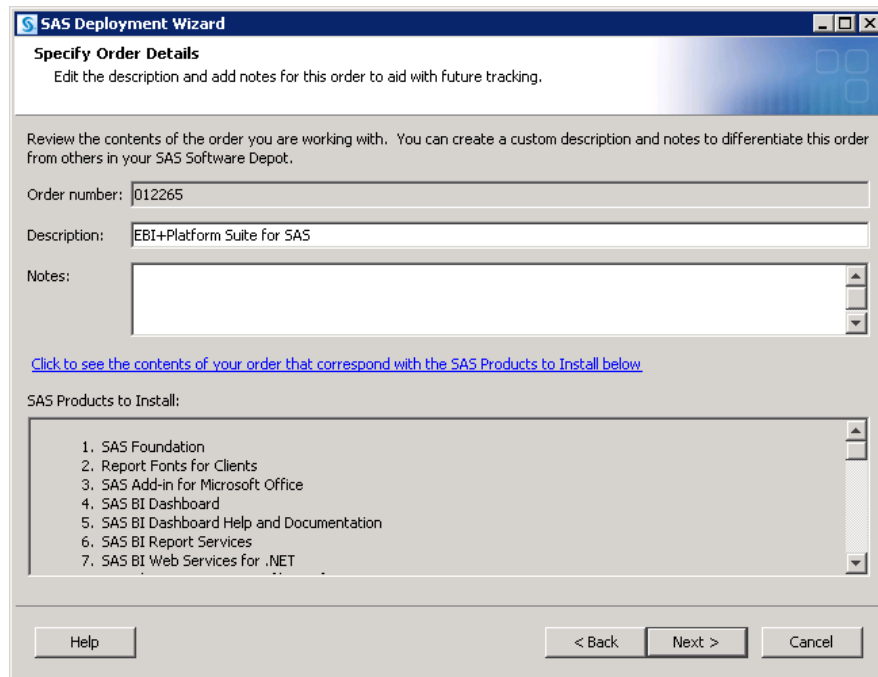 SAS Deployment Wizard
Specify Order Details
Edit the description and add notes for this order to aid with future tracking.
Review the contents of the order you are working with. You can create a custom description and notes to differentiate this order
from others in your SAS Software Depot.
Order number: 012265
Description: EBI+Platform Suite for SAS
Notes:
Click to see the contents of your order that correspond with the SAS Products to Install below
SAS Products to Install:
1. SAS Foundation
2. Report Fonts for Clients
3. SAS Add-in for Microsoft Office
4. SAS BI Dashboard
5. SAS BI Dashboard Help and Documentation
6. SAS BI Report Services
7. SAS BI Web Services for .NET
Help < Back Next > Cancel